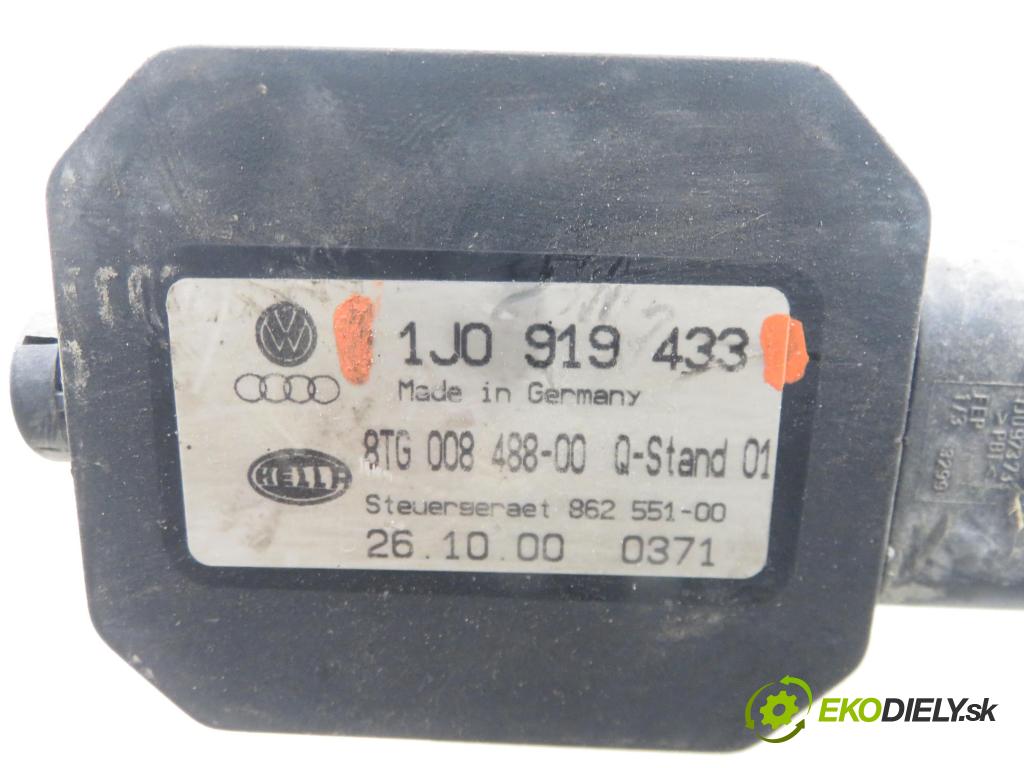 1J0 919 433
Made in Germany
HELLA
8TG 008 488-00 Q-Stand 01
Steuergeraet 862 551-00
26.10.00 0371
EKODIELY.sk